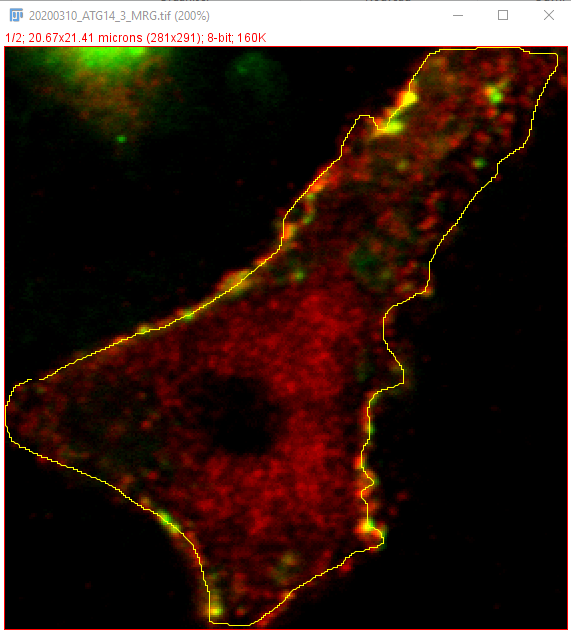 20200310_ATG14_3_MRG.tif (200%)
1/2; 20.67x21.41 microns (281x291); 8-bit; 160K